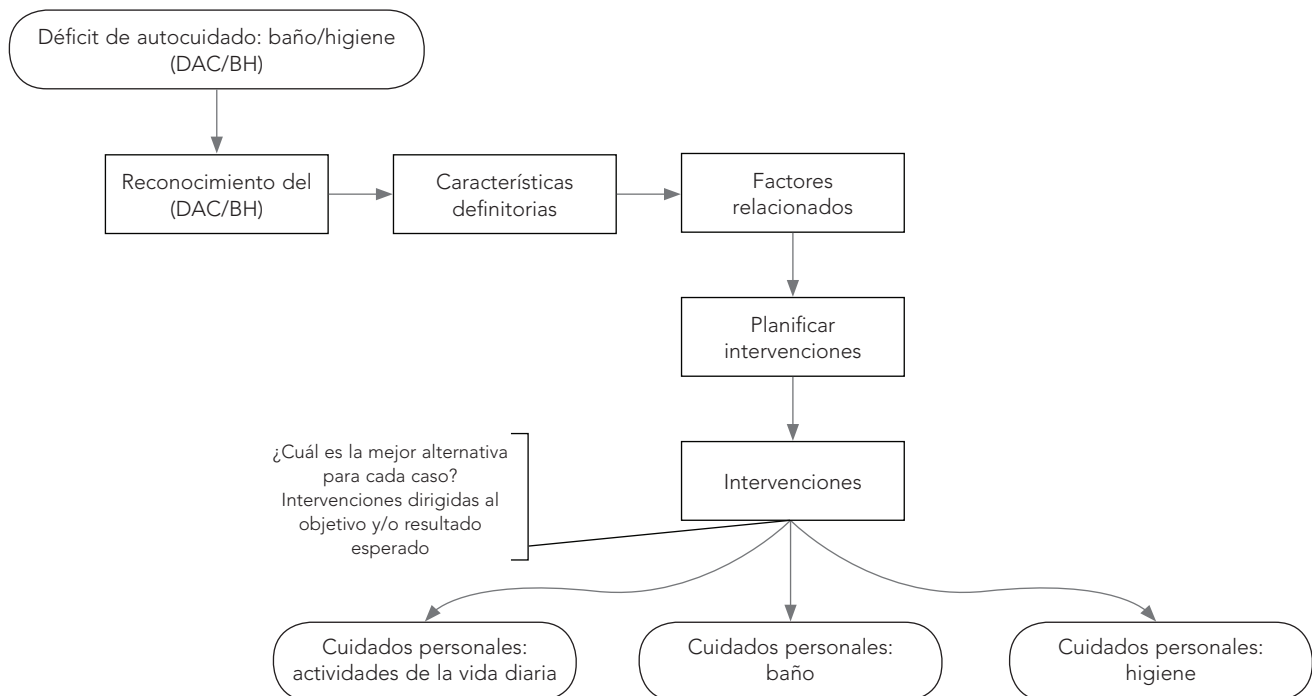 Déficit de autocuidado: baño/higiene
(DAC/BH)
Reconocimiento del
(DAC/BH)
Características
definitorias
Factores
relacionados
Planificar
intervenciones
¿Cuál es la mejor alternativa
para cada caso?
Intervenciones dirigidas al
objetivo y/o resultado
esperado
Intervenciones
Cuidados personales:
actividades de la vida diaria
Cuidados personales:
baño
Cuidados personales:
higiene